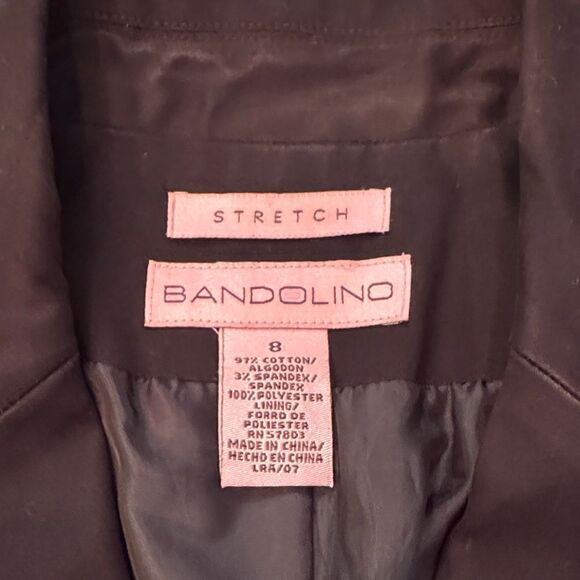 STRETCH
BANDOLINO
8
97% COTTON/
ALGODON
3% SPANDEX/
SPANDEX
100% POLYESTER
LINING/
FORRO DE
POLIESTER
RN 57803
MADE IN CHINA/
HECHO EN CHINA
LRA/07